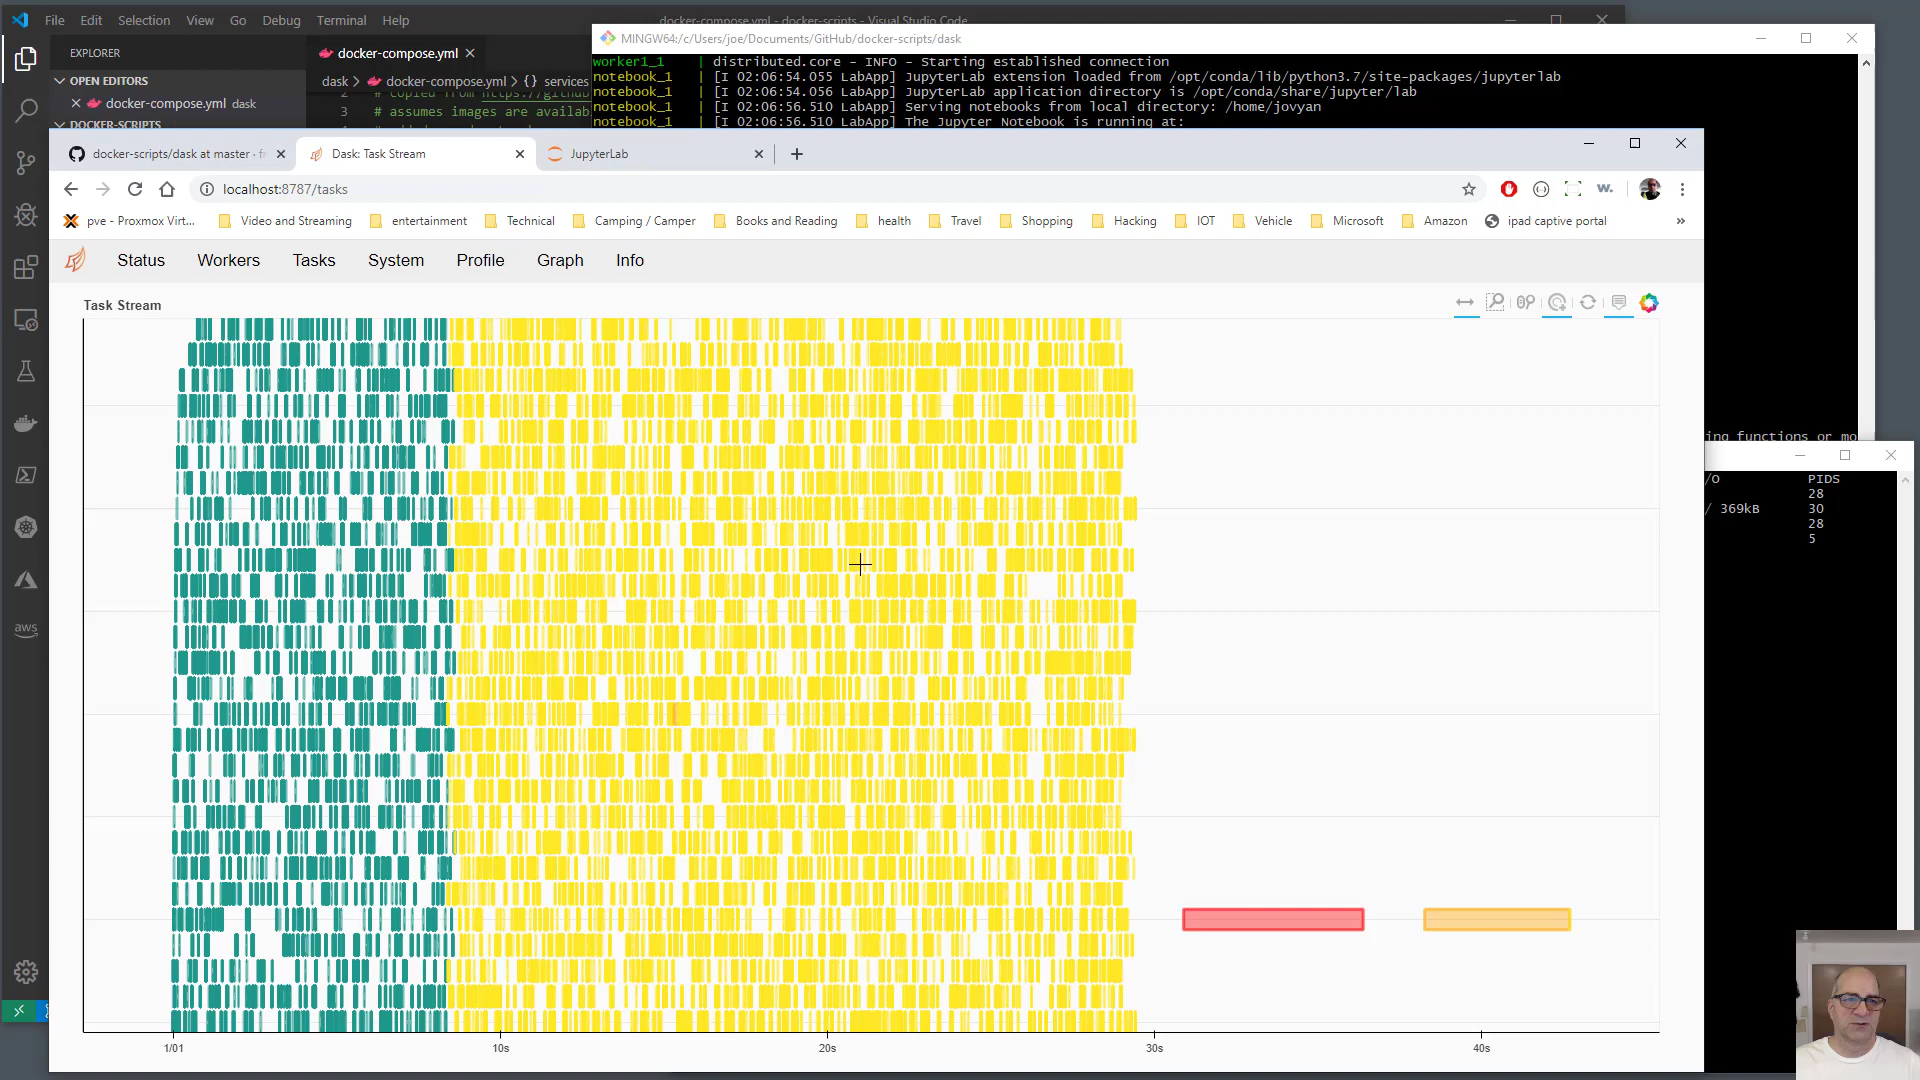 File Edit Selection View Go Debug Terminal Help
docker-compose.yml - docker-scripts - Visual Studio Code
EXPLORER
docker-compose.yml
MINGW64:/c/Users/joe/Documents/GitHub/docker-scripts/dask
OPEN EDITORS
dask > docker-compose.yml > {} services
docker-compose.yml dask
DOCKER-SCRIPTS
2
3 # assumes images are availab
worker1_1 | distributed.core - INFO - Starting established connection
notebook_1 | [I 02:06:54.055 LabApp] JupyterLab extension loaded from /opt/conda/lib/python3.7/site-packages/jupyterlab
notebook_1 | [I 02:06:54.056 LabApp] JupyterLab application directory is /opt/conda/share/jupyter/lab
notebook_1 | [I 02:06:56.510 LabApp] Serving notebooks from local directory: /home/jovyan
notebook_1 | [I 02:06:56.510 LabApp] The Jupyter Notebook is running at:
docker-scripts/dask at master · fr
Dask: Task Stream
JupyterLab
localhost:8787/tasks
pve - Proxmox Virt...
Video and Streaming
entertainment
Technical
Camping / Camper
Books and Reading
health
Travel
Shopping
Hacking
IOT
Vehicle
Microsoft
Amazon
ipad captive portal
Status Workers Tasks System Profile Graph Info
Task Stream
ing functions or mo
/O PIDS
28
/ 369kB 30
28
5
aws
1/01 10s 20s 30s 40s